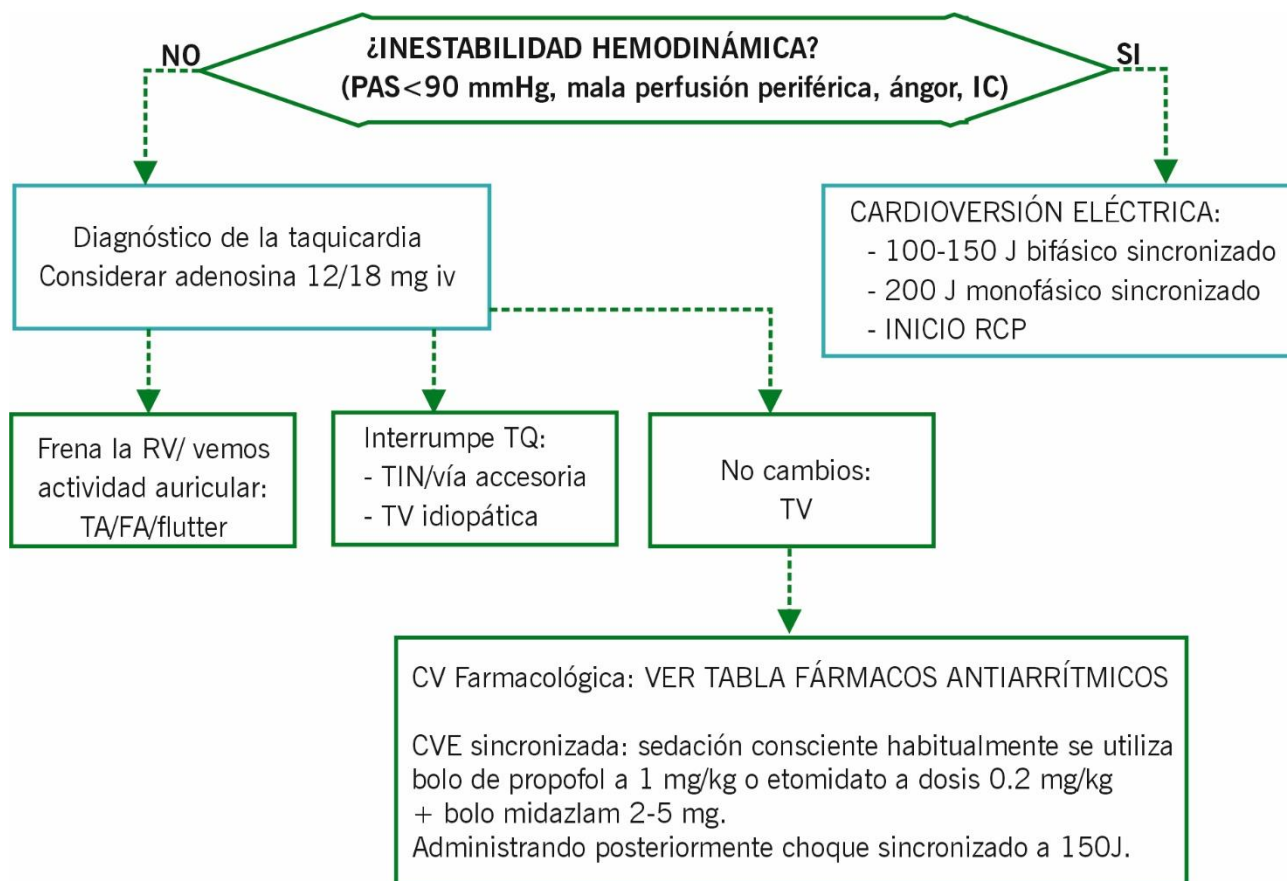 ¿INESTABILIDAD HEMODINÁMICA?
(PAS<90 mmHg, mala perfusión periférica, ángor, IC)
NO
SI
Diagnóstico de la taquicardia
Considerar adenosina 12/18 mg iv
CARDIOVERSIÓN ELÉCTRICA:
- 100-150 J bifásico sincronizado
- 200 J monofásico sincronizado
- INICIO RCP
Frena la RV/ vemos
actividad auricular:
TA/FA/flutter
Interrumpe TQ:
- TIN/vía accesoria
- TV idiopática
No cambios:
TV
CV Farmacológica: VER TABLA FÁRMACOS ANTIARRÍTMICOS
CVE sincronizada: sedación consciente habitualmente se utiliza
bolo de propofol a 1 mg/kg o etomidato a dosis 0.2 mg/kg
+ bolo midazlam 2-5 mg.
Administrando posteriormente choque sincronizado a 150J.